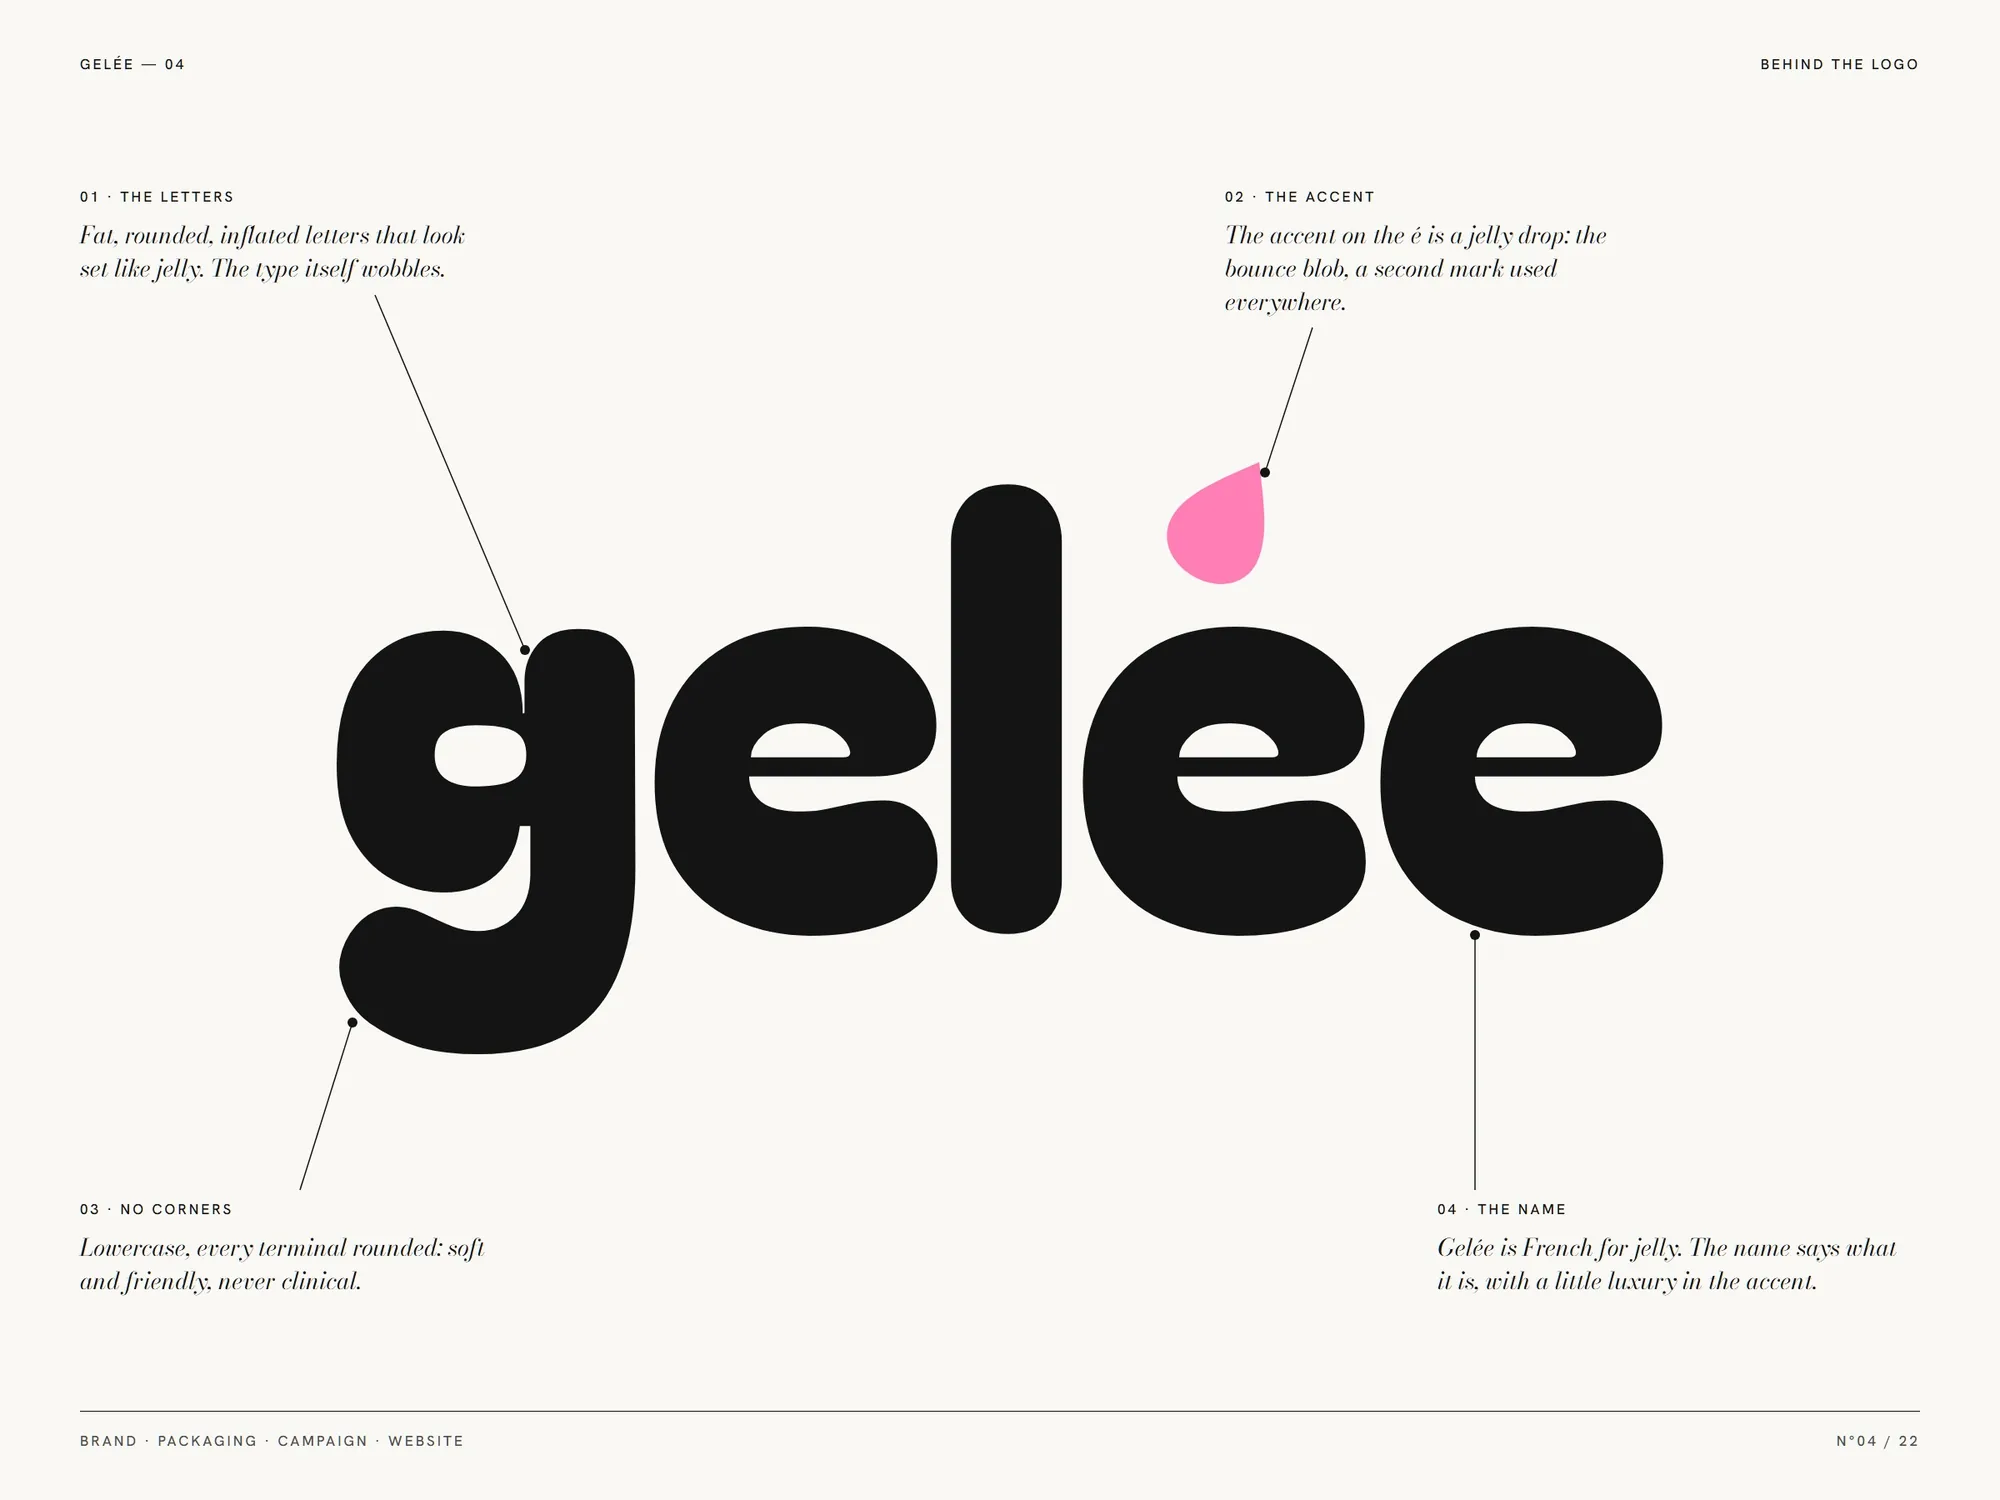 GELÉE — 04
BEHIND THE LOGO
01 · THE LETTERS
Fat, rounded, inflated letters that look
set like jelly. The type itself wobbles.
02 · THE ACCENT
The accent on the é is a jelly drop: the
bounce blob, a second mark used
everywhere.
gelée
03 · NO CORNERS
Lowercase, every terminal rounded: soft
and friendly, never clinical.
04 · THE NAME
Gelée is French for jelly. The name says what
it is, with a little luxury in the accent.
BRAND · PACKAGING · CAMPAIGN · WEBSITE
N°04 / 22